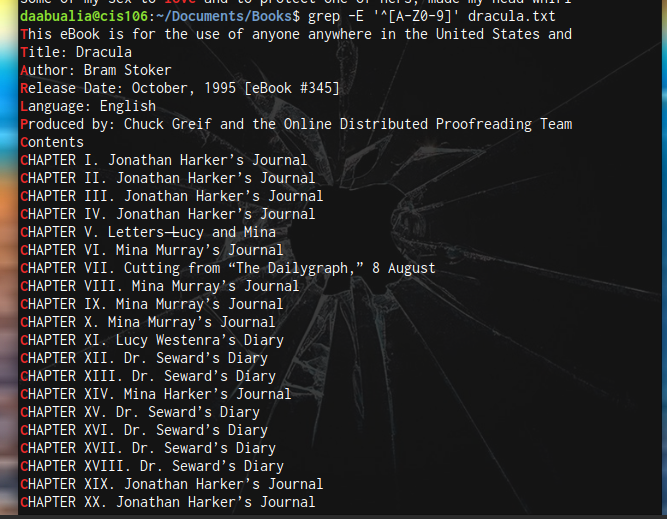 some of my sex to love and to protect one of hers, made my head whirl
daabualia@cis106:~/Documents/Books$ grep -E '^[A-Z0-9]' dracula.txt
This eBook is for the use of anyone anywhere in the United States and
Title: Dracula
Author: Bram Stoker
Release Date: October, 1995 [eBook #345]
Language: English
Produced by: Chuck Greif and the Online Distributed Proofreading Team
Contents
CHAPTER I. Jonathan Harker’s Journal
CHAPTER II. Jonathan Harker’s Journal
CHAPTER III. Jonathan Harker’s Journal
CHAPTER IV. Jonathan Harker’s Journal
CHAPTER V. Letters—Lucy and Mina
CHAPTER VI. Mina Murray’s Journal
CHAPTER VII. Cutting from “The Dailygraph,” 8 August
CHAPTER VIII. Mina Murray’s Journal
CHAPTER IX. Mina Murray’s Journal
CHAPTER X. Mina Murray’s Journal
CHAPTER XI. Lucy Westenra’s Diary
CHAPTER XII. Dr. Seward’s Diary
CHAPTER XIII. Dr. Seward’s Diary
CHAPTER XIV. Mina Harker’s Journal
CHAPTER XV. Dr. Seward’s Diary
CHAPTER XVI. Dr. Seward’s Diary
CHAPTER XVII. Dr. Seward’s Diary
CHAPTER XVIII. Dr. Seward’s Diary
CHAPTER XIX. Jonathan Harker’s Journal
CHAPTER XX. Jonathan Harker’s Journal